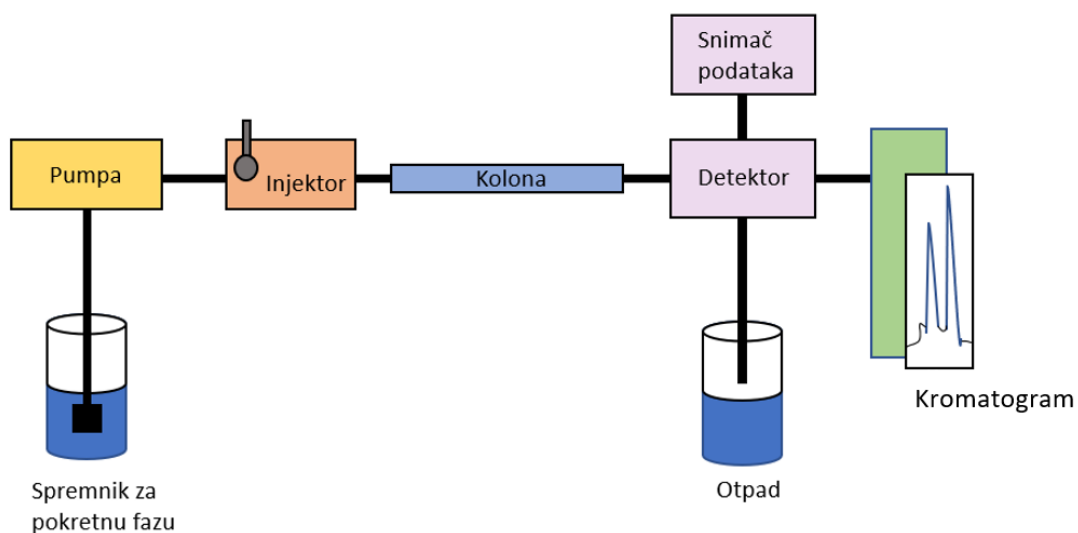 Snimač
podataka
Pumpa
Injektor
Kolona
Detektor
Kromatogram
Spremnik za
pokretnu fazu
Otpad